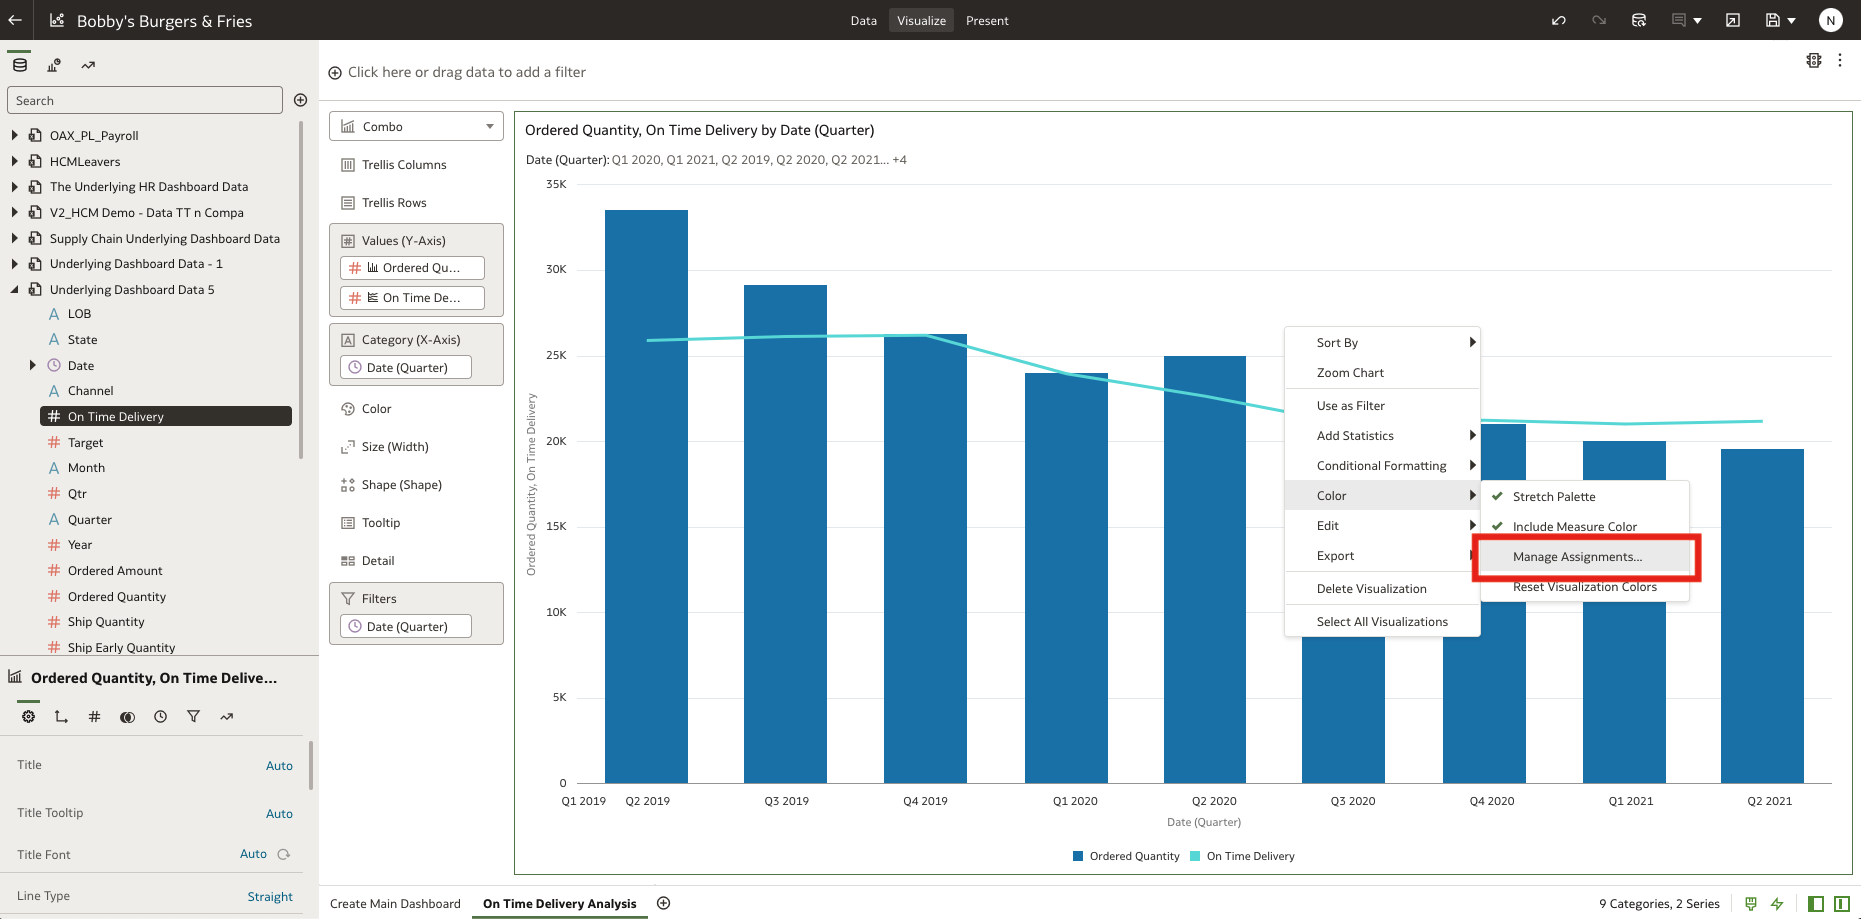 Bobby's Burgers & Fries
Data Visualize Present
N
Search
OAX_PL_Payroll
HCMLeavers
The Underlying HR Dashboard Data
V2_HCM Demo - Data TT n Compa
Supply Chain Underlying Dashboard Data
Underlying Dashboard Data - 1
Underlying Dashboard Data 5
A LOB
A State
Date
A Channel
# On Time Delivery
# Target
A Month
# Qtr
A Quarter
# Year
# Ordered Amount
# Ordered Quantity
# Ship Quantity
# Ship Early Quantity
Ordered Quantity, On Time Delive...
#
Title Auto
Title Tooltip Auto
Title Font Auto
Line Type Straight
Click here or drag data to add a filter
Combo
Trellis Columns
Trellis Rows
# Values (Y-Axis)
# Ordered Qu...
# On Time De...
A Category (X-Axis)
Date (Quarter)
Color
Size (Width)
Shape (Shape)
Tooltip
Detail
Filters
Date (Quarter)
Ordered Quantity, On Time Delivery by Date (Quarter)
Date (Quarter): Q1 2020, Q1 2021, Q2 2019, Q2 2020, Q2 2021... +4
35K
30K
25K
20K
15K
10K
5K
0
Ordered Quantity, On Time Delivery
Q1 2019 Q2 2019 Q3 2019 Q4 2019 Q1 2020 Q2 2020 Q3 2020 Q4 2020 Q1 2021 Q2 2021
Date (Quarter)
Ordered Quantity On Time Delivery
Sort By
Zoom Chart
Use as Filter
Add Statistics
Conditional Formatting
Color
Edit
Export
Delete Visualization
Select All Visualizations
Stretch Palette
Include Measure Color
Manage Assignments...
Reset Visualization Colors
Create Main Dashboard On Time Delivery Analysis
9 Categories, 2 Series